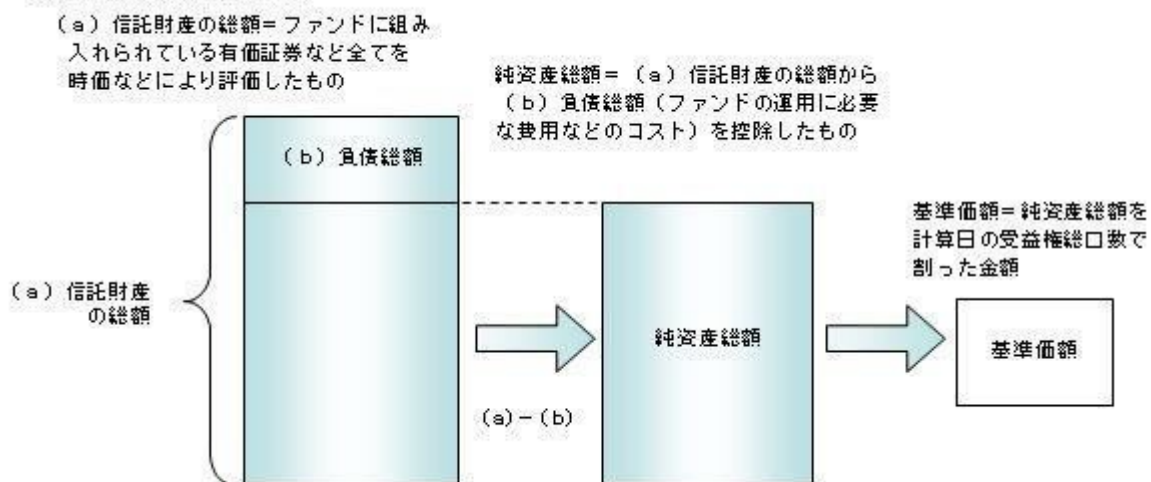 （a）信託財産の総額＝ファンドに組み
入れられている有価証券など全てを
時価などにより評価したもの
純資産総額＝（a）信託財産の総額から
（b）負債総額（ファンドの運用に必要
な費用などのコスト）を控除したもの
（b）負債総額
基準価額＝純資産総額を
計算日の受益権総口数で
割った金額
（a）信託財産
の総額
純資産総額
基準価額
(a)－(b)